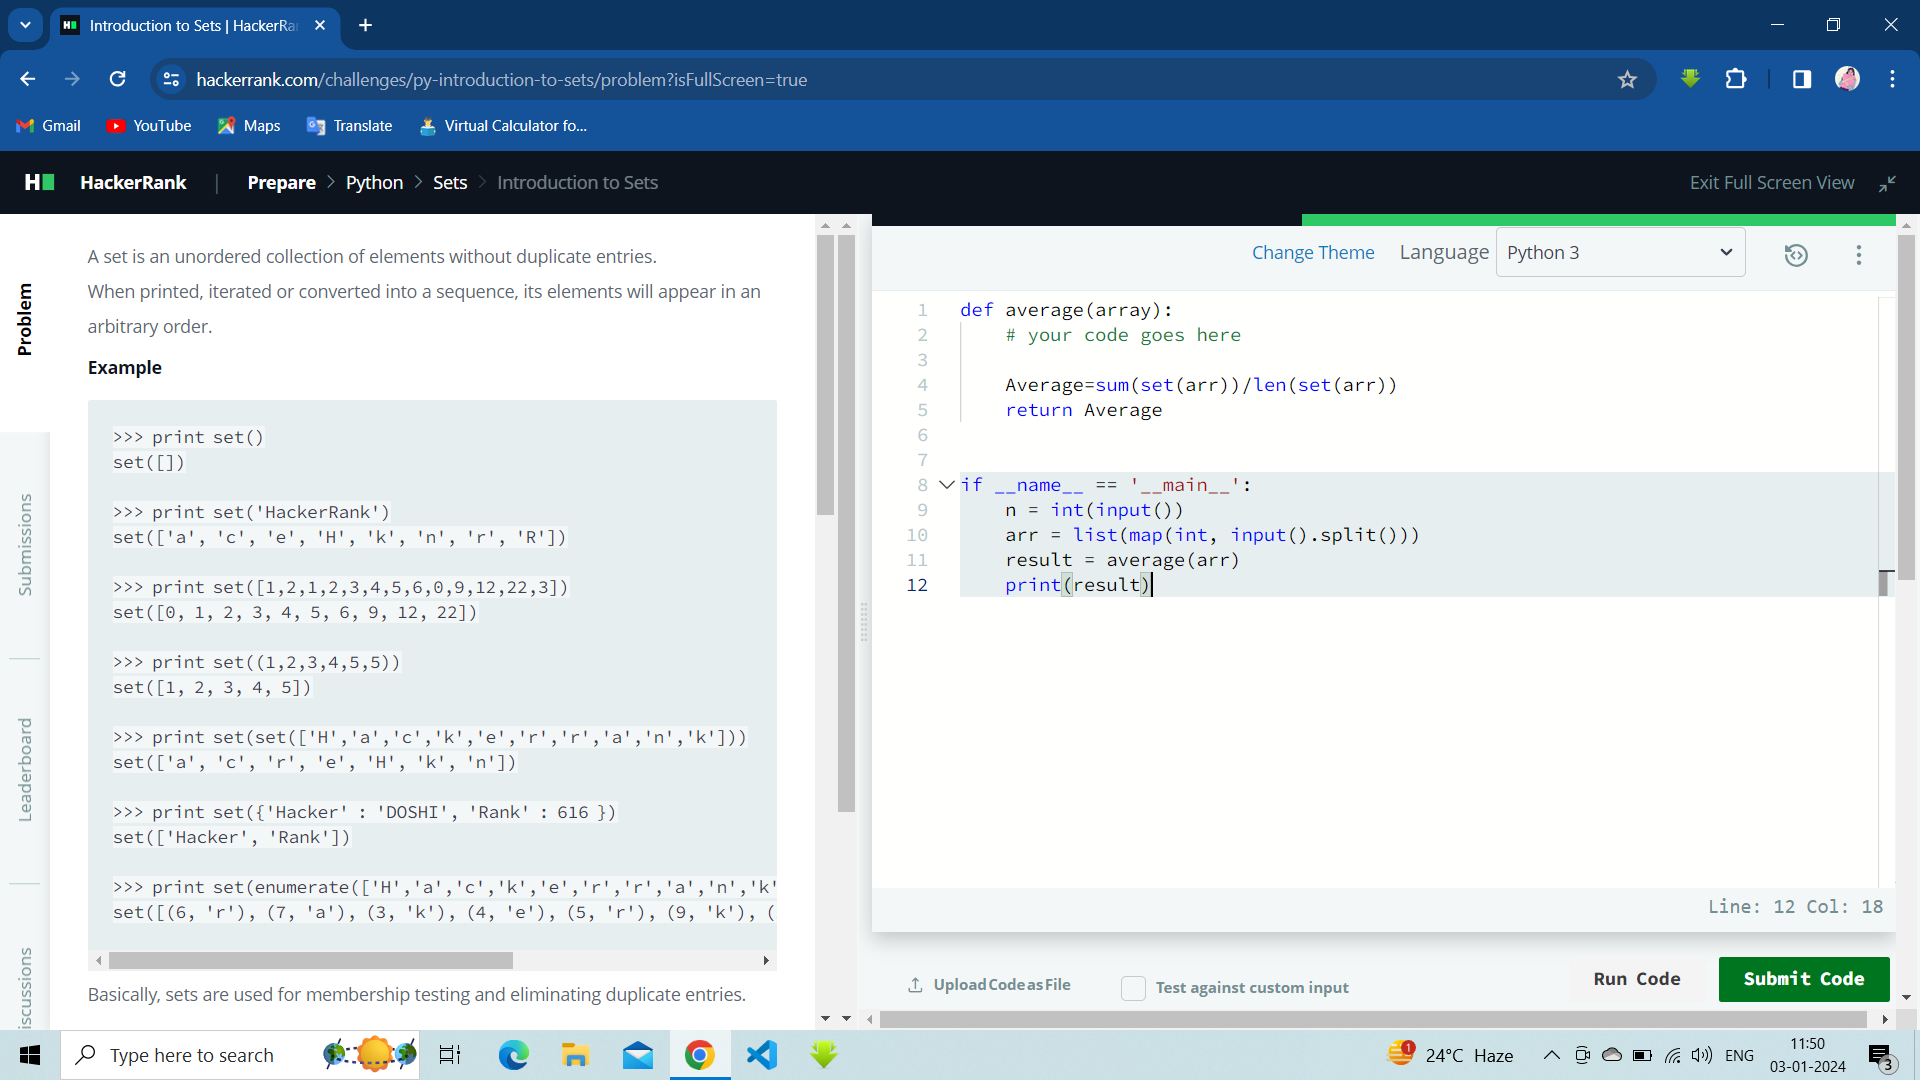 Introduction to Sets | HackerRa
hackerrank.com/challenges/py-introduction-to-sets/problem?isFullScreen=true
Gmail
YouTube
Maps
Translate
Virtual Calculator fo...
HackerRank | Prepare > Python > Sets > Introduction to Sets
Exit Full Screen View
Problem
Submissions
Leaderboard
iscussions
A set is an unordered collection of elements without duplicate entries.
When printed, iterated or converted into a sequence, its elements will appear in an
arbitrary order.
Example
>>> print set()
set([])
>>> print set('HackerRank')
set(['a', 'c', 'e', 'H', 'k', 'n', 'r', 'R'])
>>> print set([1,2,1,2,3,4,5,6,0,9,12,22,3])
set([0, 1, 2, 3, 4, 5, 6, 9, 12, 22])
>>> print set((1,2,3,4,5,5))
set([1, 2, 3, 4, 5])
>>> print set(set(['H','a','c','k','e','r','r','a','n','k']))
set(['a', 'c', 'r', 'e', 'H', 'k', 'n'])
>>> print set({'Hacker' : 'DOSHI', 'Rank' : 616 })
set(['Hacker', 'Rank'])
>>> print set(enumerate(['H','a','c','k','e','r','r','a','n','k'
set([(6, 'r'), (7, 'a'), (3, 'k'), (4, 'e'), (5, 'r'), (9, 'k'), (
Basically, sets are used for membership testing and eliminating duplicate entries.
Change Theme
Language
Python 3
1 def average(array):
2     # your code goes here
3
4     Average=sum(set(arr))/len(set(arr))
5     return Average
6
7
8 if __name__ == '__main__':
9     n = int(input())
10     arr = list(map(int, input().split()))
11     result = average(arr)
12     print(result)
Line: 12 Col: 18
Upload Code as File
Test against custom input
Run Code
Submit Code
Type here to search
1
24°C Haze
ENG
11:50
03-01-2024
3